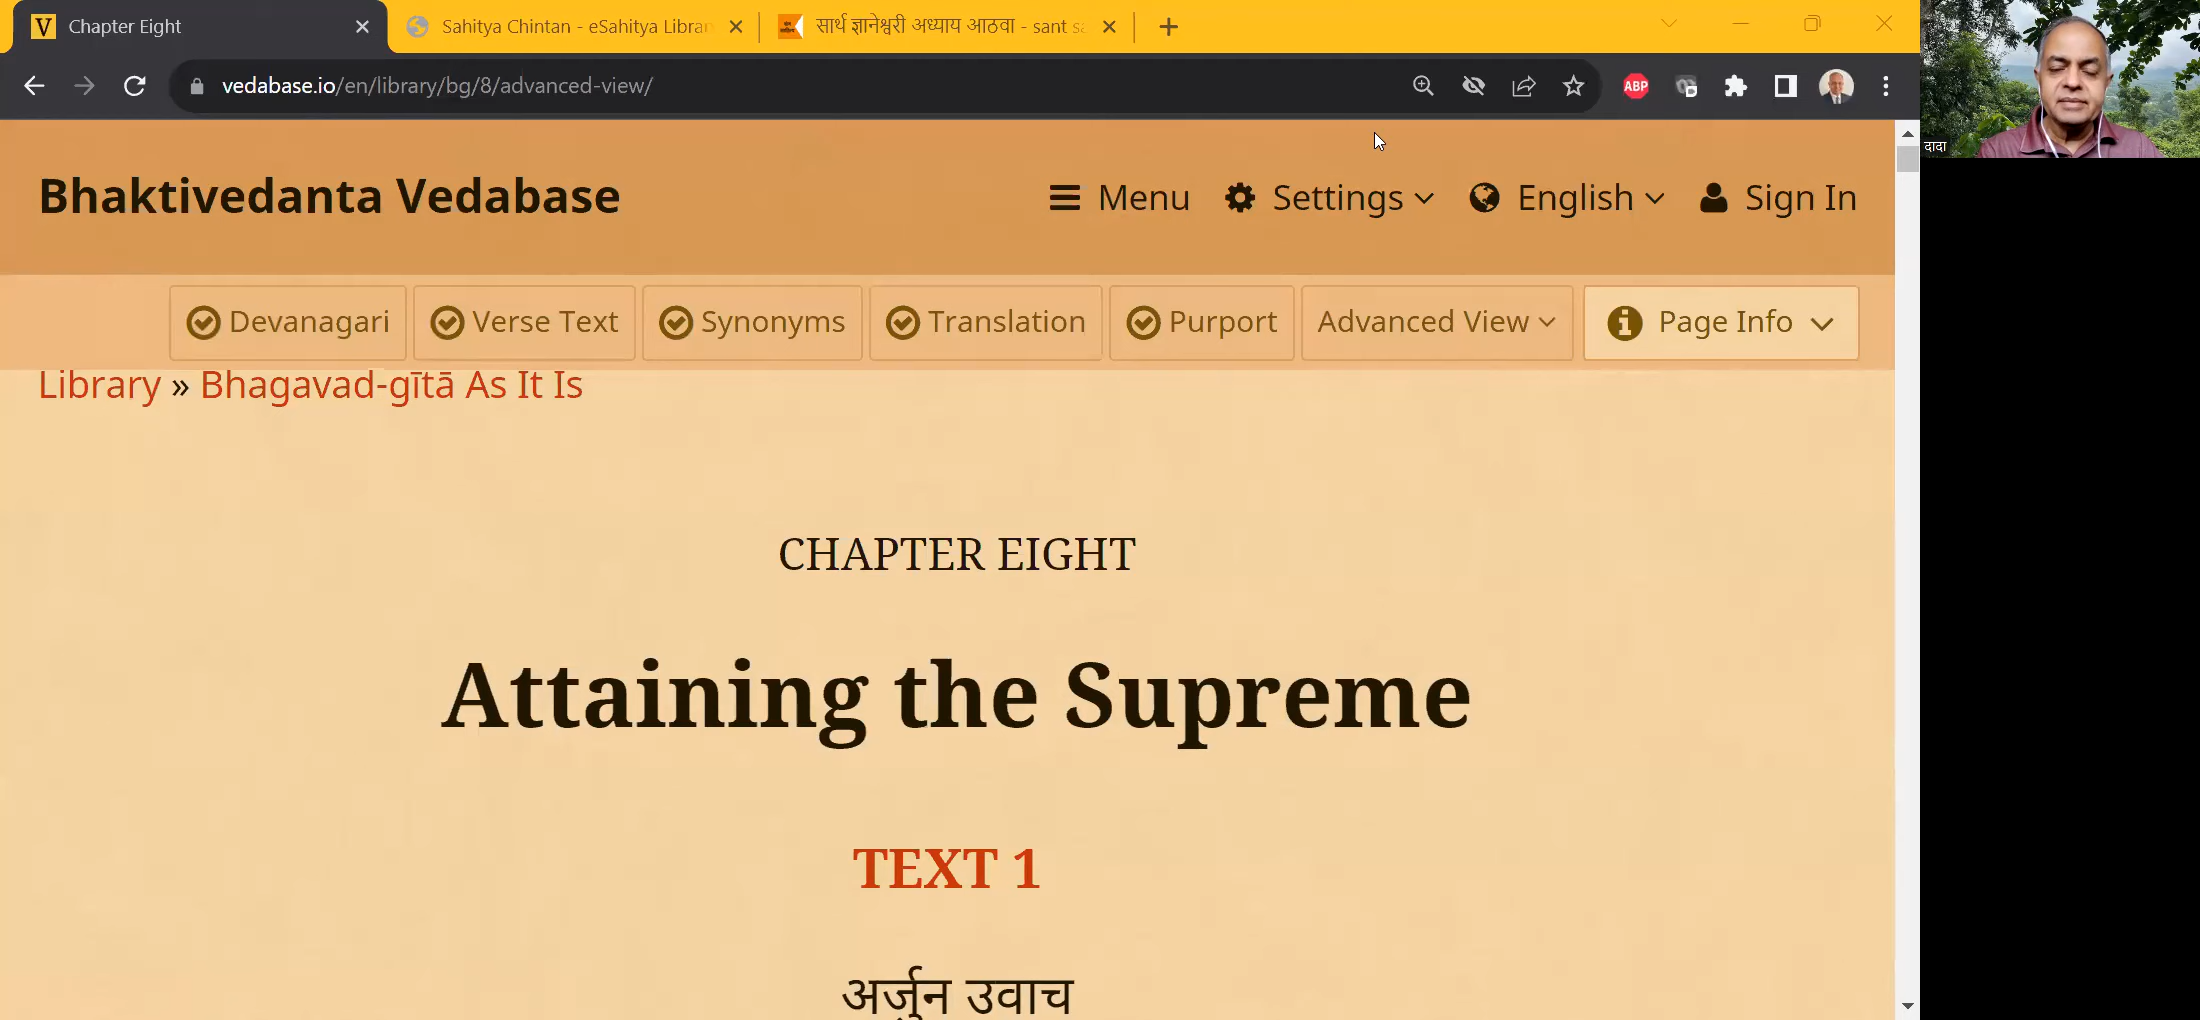 Chapter Eight
Sahitya Chintan - eSahitya Librar
सार्थ ज्ञानेश्वरी अध्याय आठवा - sant sa
vedabase.io/en/library/bg/8/advanced-view/
ABP
दादा
Bhaktivedanta Vedabase
Menu Settings English Sign In
Devanagari Verse Text Synonyms Translation Purport Advanced View Page Info
Library » Bhagavad-gītā As It Is
CHAPTER EIGHT
Attaining the Supreme
TEXT 1
अर्जुन उवाच